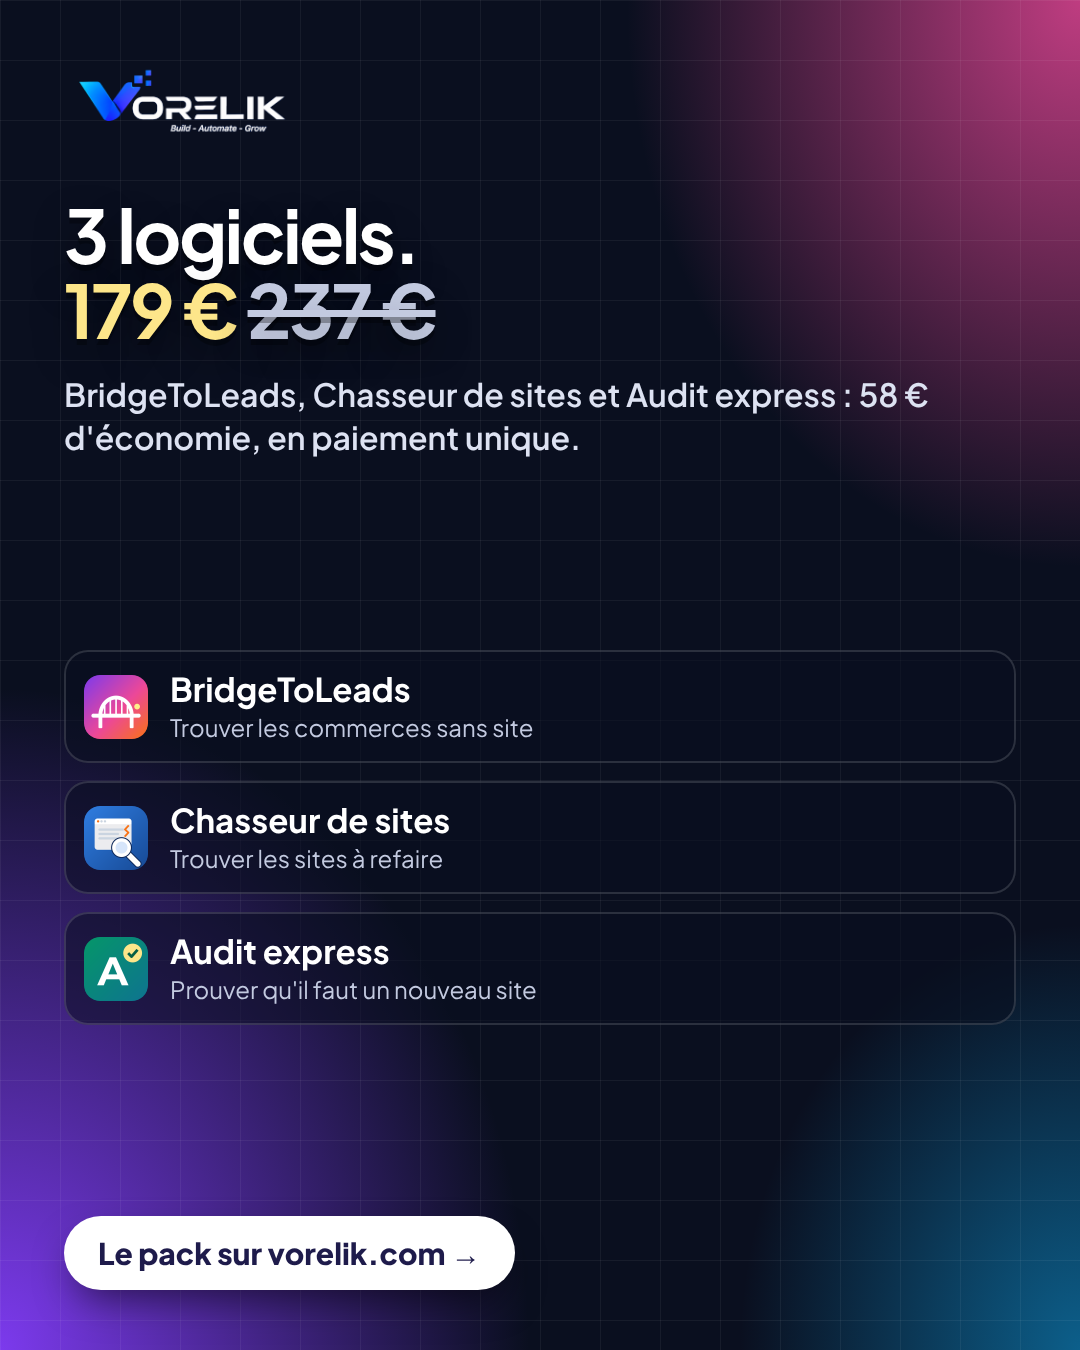 VORELIK
Build - Automate - Grow
3 logiciels.
179 € 237 €
BridgeToLeads, Chasseur de sites et Audit express : 58 €
d'économie, en paiement unique.
BridgeToLeads
Trouver les commerces sans site
Chasseur de sites
Trouver les sites à refaire
A
Audit express
Prouver qu'il faut un nouveau site
Le pack sur vorelik.com →